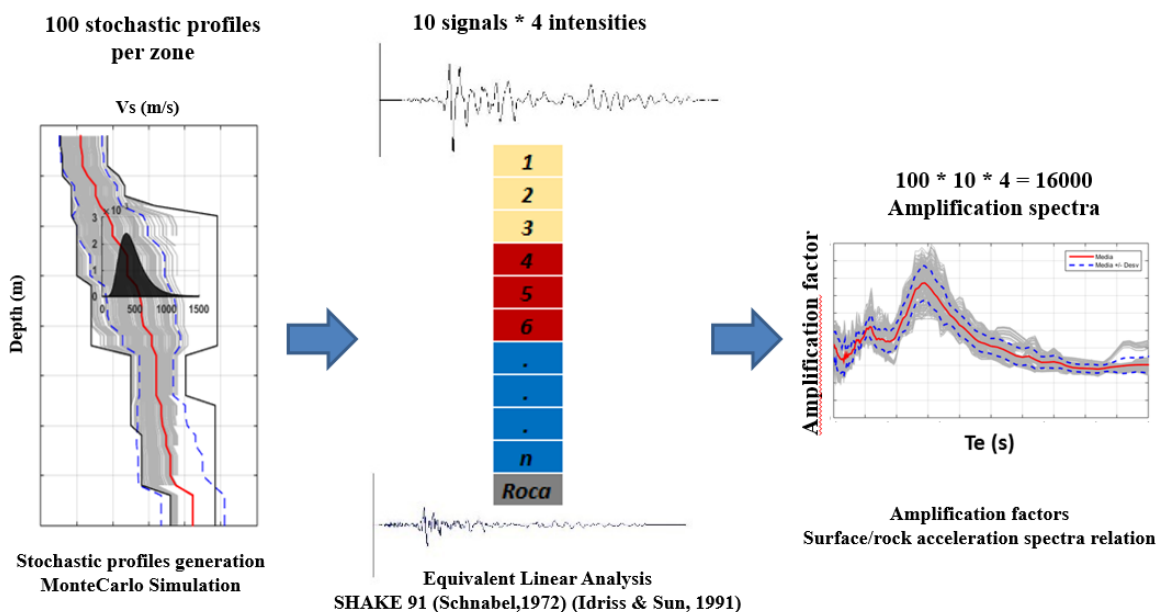 100 stochastic profiles
per zone
Vs (m/s)
Depth (m)
× 10
3
2
1
0
0 500 1000 1500
Stochastic profiles generation
MonteCarlo Simulation
10 signals * 4 intensities
1
2
3
4
5
6
.
.
.
n
Roca
Equivalent Linear Analysis
SHAKE 91 (Schnabel,1972) (Idriss & Sun, 1991)
100 * 10 * 4 = 16000
Amplification spectra
Amplification factor
Media
Media +/- Desv
Te (s)
Amplification factors
Surface/rock acceleration spectra relation